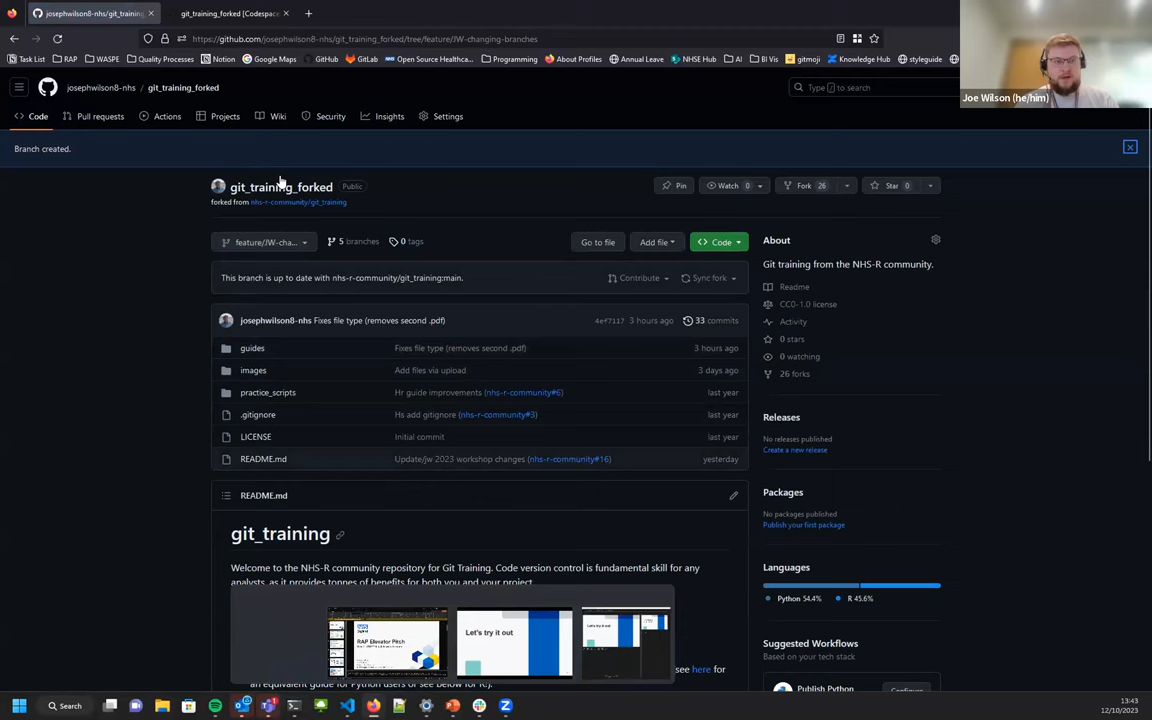 josephwilson8-nhs/git_training
git_training_forked [Codespace
https://github.com/josephwilson8-nhs/git_training_forked/tree/feature/JW-changing-branches
Task List
RAP
WASPE
Quality Processes
Notion
Google Maps
GitHub
GitLab
Open Source Healthc...
Programming
About Profiles
Annual Leave
NHSE Hub
AI
BI Vis
gitmoji
Knowledge Hub
styleguide
Other
Joe Wilson (he/him)
josephwilson8-nhs / git_training_forked
Type / to search
Code
Pull requests
Actions
Projects
Wiki
Security
Insights
Settings
Branch created.
git_training_forked Public
forked from nhs-r-community/git_training
Pin
Watch 0
Fork 26
Star 0
feature/JW-cha...
5 branches
0 tags
Go to file
Add file
Code
This branch is up to date with nhs-r-community/git_training:main.
Contribute
Sync fork
josephwilson8-nhs Fixes file type (removes second .pdf)
4ef7117 3 hours ago
33 commits
guides Fixes file type (removes second .pdf) 3 hours ago
images Add files via upload 3 days ago
practice_scripts Hr guide improvements (nhs-r-community#6) last year
.gitignore Hs add gitignore (nhs-r-community#3) last year
LICENSE Initial commit last year
README.md Update/jw 2023 workshop changes (nhs-r-community#16) yesterday
README.md
git_training
Welcome to the NHS-R community repository for Git Training. Code version control is fundamental skill for any
analysts, as it provides tonnes of benefits for both you and your project.
see here for
an equivalent guide for Python users or see below for R).
About
Git training from the NHS-R community.
Readme
CC0-1.0 license
Activity
0 stars
0 watching
26 forks
Releases
No releases published
Create a new release
Packages
No packages published
Publish your first package
Languages
Python 54.4%
R 45.6%
Suggested Workflows
Based on your tech stack
Publish Python
Configure
RAP Elevator Pitch
Let's try it out
Search
13:43
12/10/2023